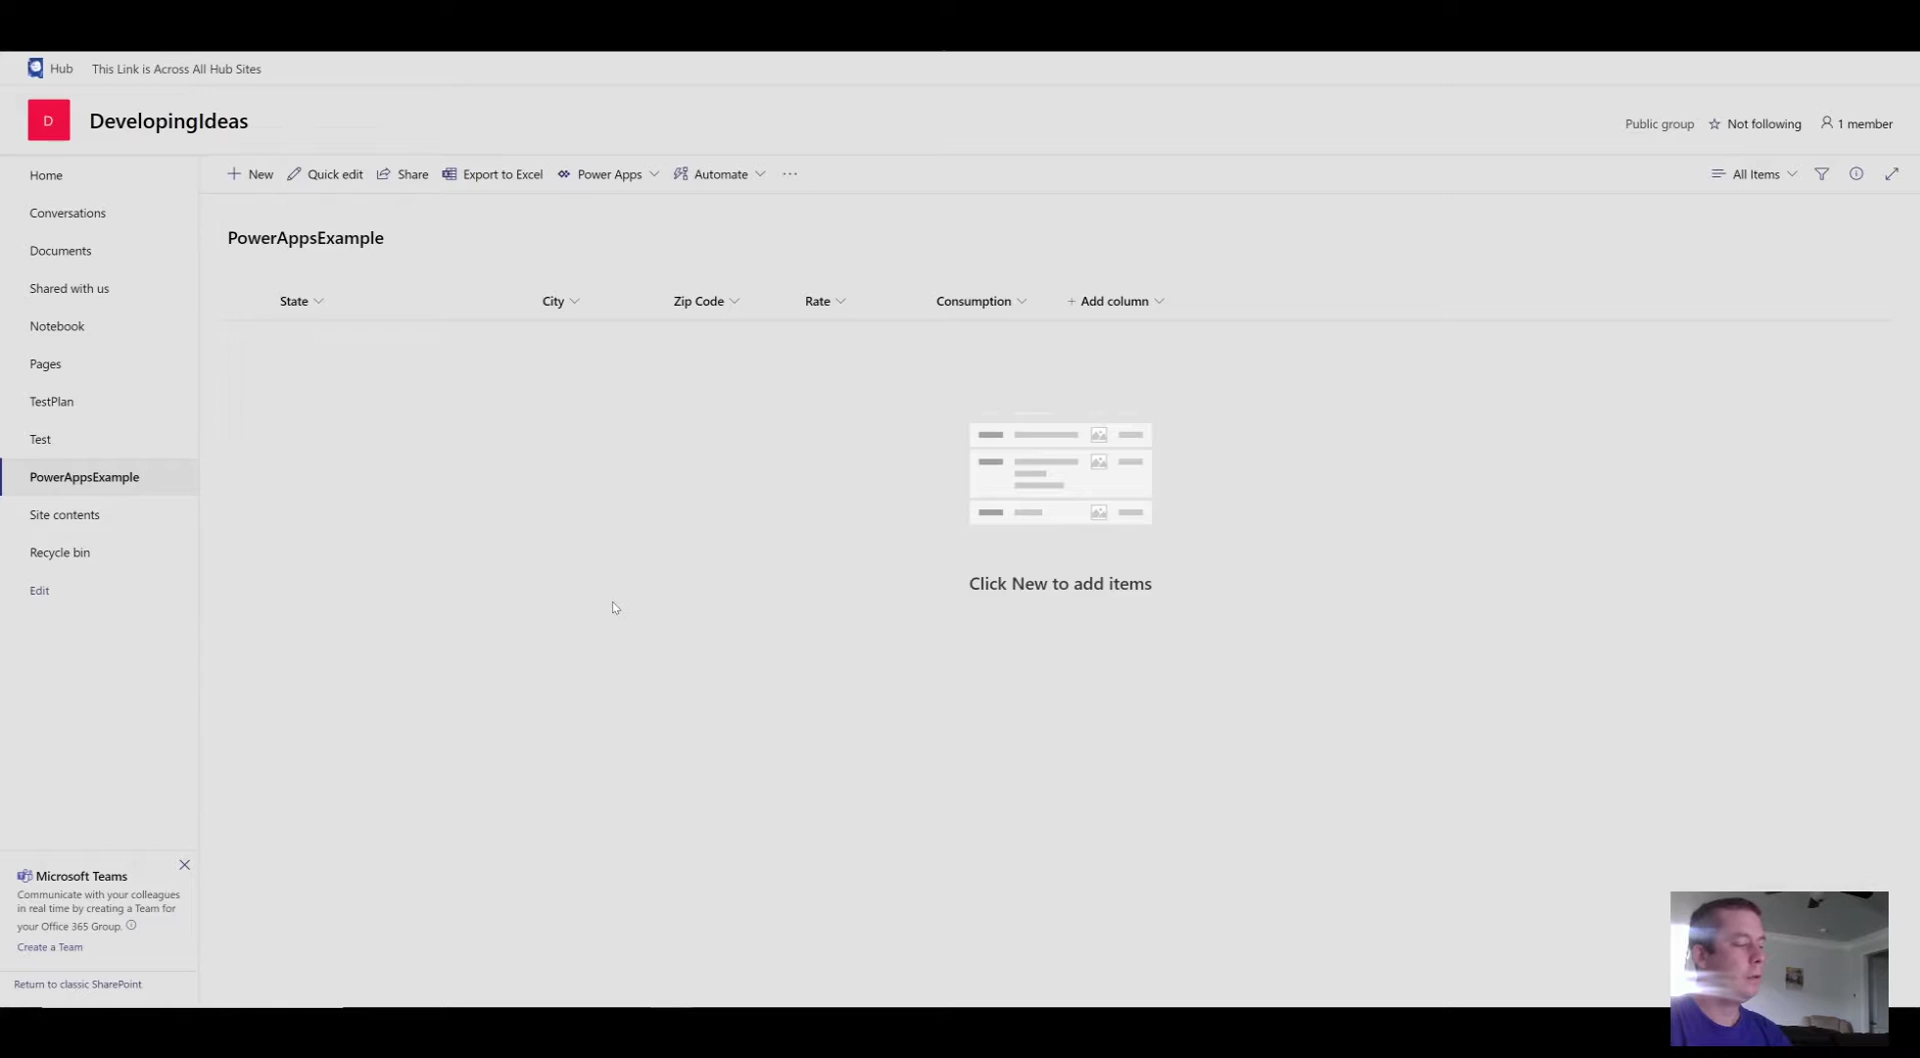 Hub This Link is Across All Hub Sites
D DevelopingIdeas
Public group Not following 1 member
Home
Conversations
Documents
Shared with us
Notebook
Pages
TestPlan
Test
PowerAppsExample
Site contents
Recycle bin
Edit
+ New Quick edit Share Export to Excel Power Apps Automate ... All Items
PowerAppsExample
State City Zip Code Rate Consumption + Add column
Click New to add items
Microsoft Teams
Communicate with your colleagues
in real time by creating a Team for
your Office 365 Group.
Create a Team
Return to classic SharePoint